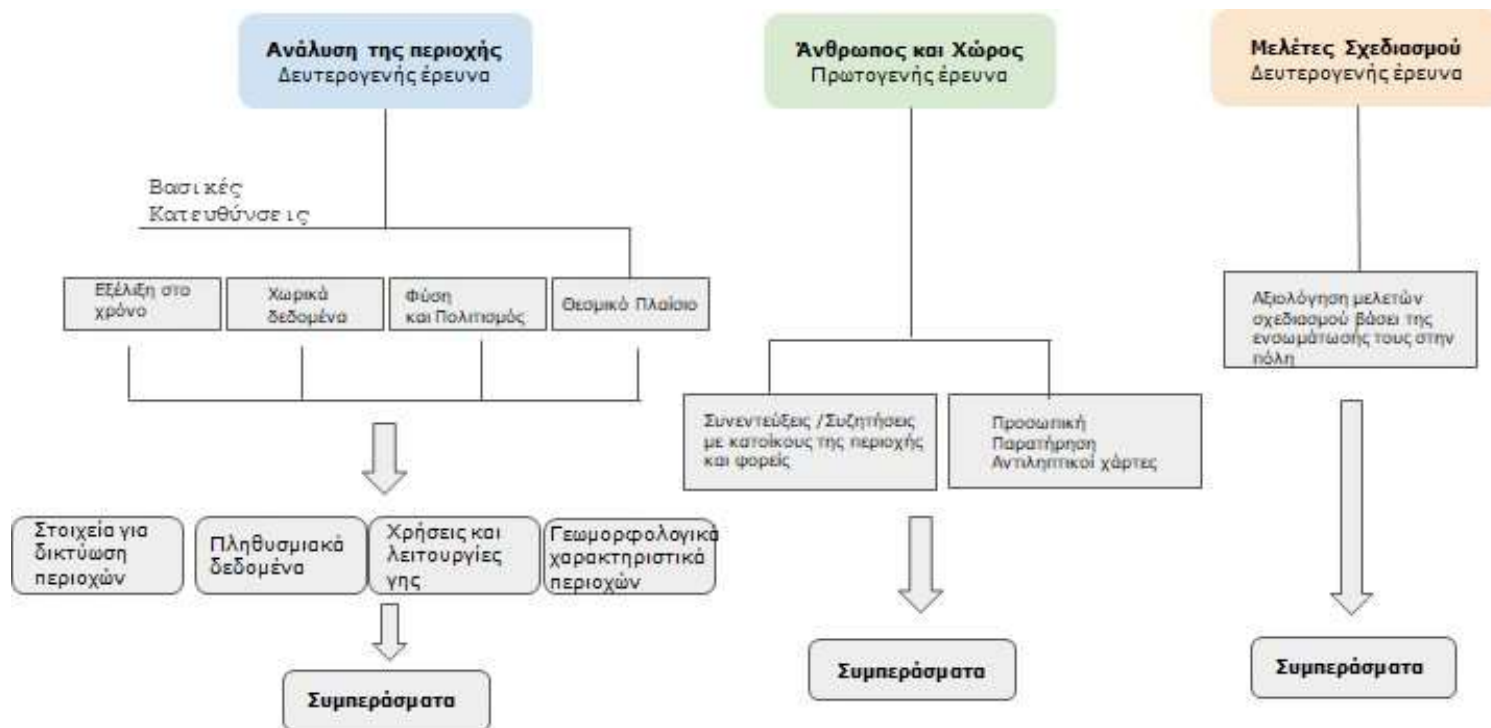 Ανάλυση της περιοχής
Δευτερογενής έρευνα
Βασικές
Κατευθύνσεις
Εξέλιξη στο
χρόνο
Χωρικά
δεδομένα
Φύση
και Πολιτισμός
Θεσμικό Πλαίσιο
Στοιχεία για
δικτύωση
περιοχών
Πληθυσμιακά
δεδομένα
Χρήσεις και
λειτουργίες
γης
Γεωμορφολογικά
χαρακτηριστικά
περιοχών
Συμπεράσματα
Άνθρωπος και Χώρος
Πρωτογενής έρευνα
Συνεντεύξεις /Συζητήσεις
με κατοίκους της περιοχής
και φορείς
Προσωπική
Παρατήρηση
Αντιληπτικοί χάρτες
Συμπεράσματα
Μελέτες Σχεδιασμού
Δευτερογενής έρευνα
Αξιολόγηση μελετών
σχεδιασμού βάσει της
ενσωμάτωσής τους στην
πόλη
Συμπεράσματα